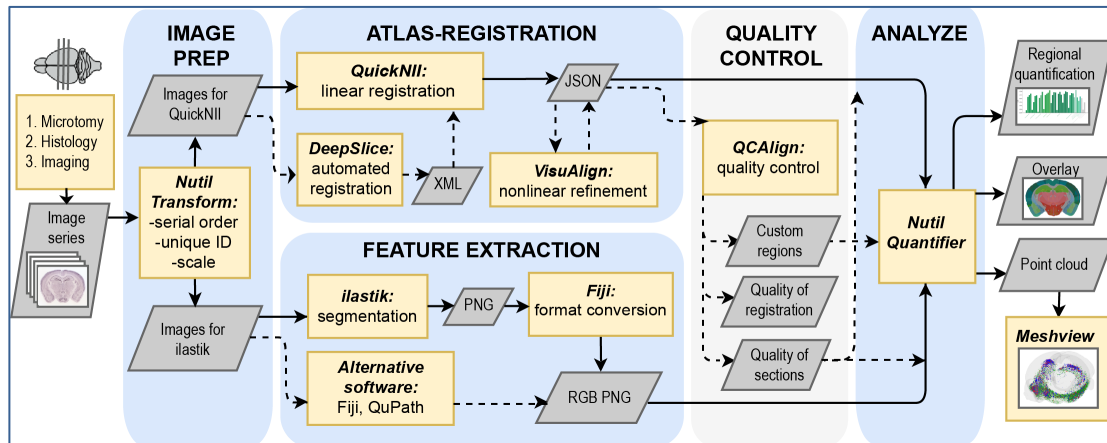 IMAGE
PREP
ATLAS-REGISTRATION
QUALITY
CONTROL
ANALYZE
1. Microtomy
2. Histology
3. Imaging
Image
series
Nutil
Transform:
-serial order
-unique ID
-scale
Images for
QuickNII
Images for
ilastik
QuickNII:
linear registration
DeepSlice:
automated
registration
XML
JSON
VisuAlign:
nonlinear refinement
FEATURE EXTRACTION
ilastik:
segmentation
PNG
Fiji:
format conversion
Alternative
software:
Fiji, QuPath
RGB PNG
QCAlign:
quality control
Custom
regions
Quality of
registration
Quality of
sections
Nutil
Quantifier
Regional
quantification
Overlay
Point cloud
Meshview